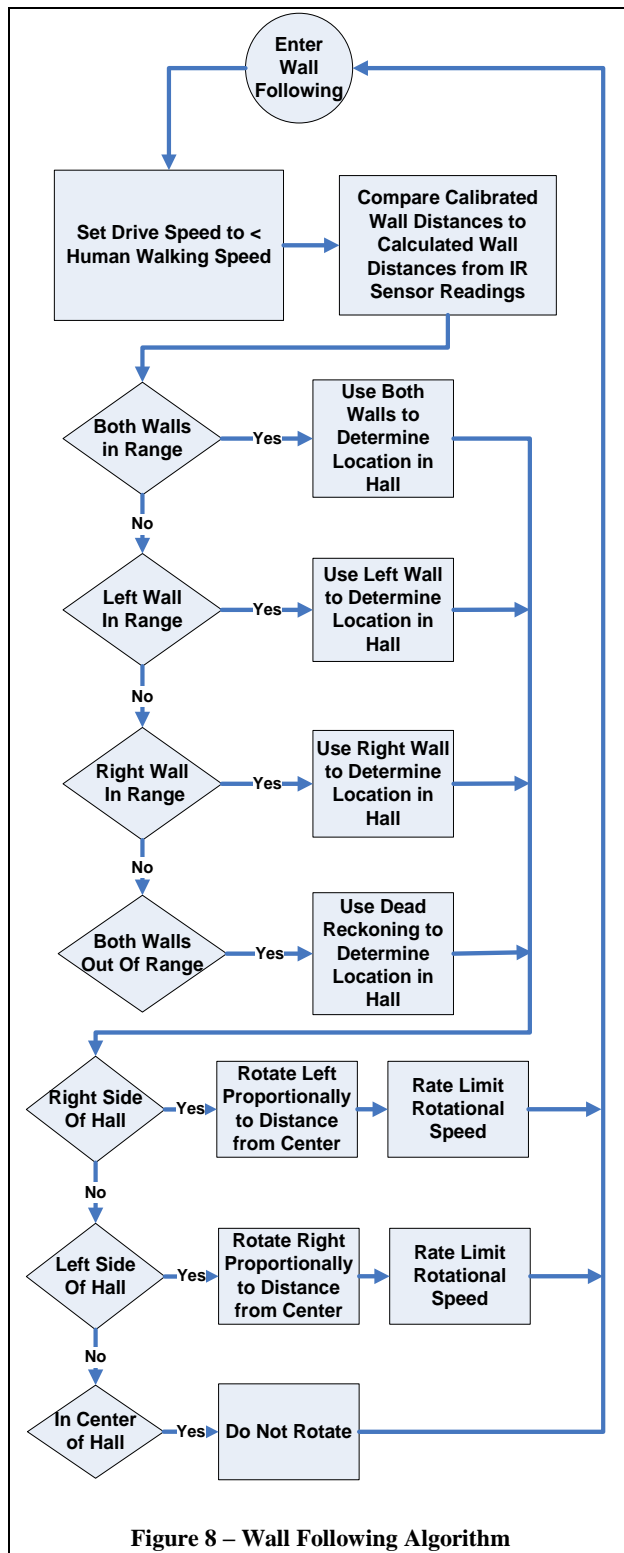 Enter
Wall
Following
Set Drive Speed to <
Human Walking Speed
Compare Calibrated
Wall Distances to
Calculated Wall
Distances from IR
Sensor Readings
Both Walls
in Range
Yes
Use Both
Walls to
Determine
Location in
Hall
No
Left Wall
In Range
Yes
Use Left Wall
to Determine
Location in
Hall
No
Right Wall
In Range
Yes
Use Right Wall
to Determine
Location in
Hall
No
Both Walls
Out Of Range
Yes
Use Dead
Reckoning to
Determine
Location in
Hall
Right Side
Of Hall
Yes
Rotate Left
Proportionally
to Distance
from Center
Rate Limit
Rotational
Speed
No
Left Side
Of Hall
Yes
Rotate Right
Proportionally
to Distance
from Center
Rate Limit
Rotational
Speed
No
In Center
of Hall
Yes
Do Not Rotate
Figure 8 – Wall Following Algorithm